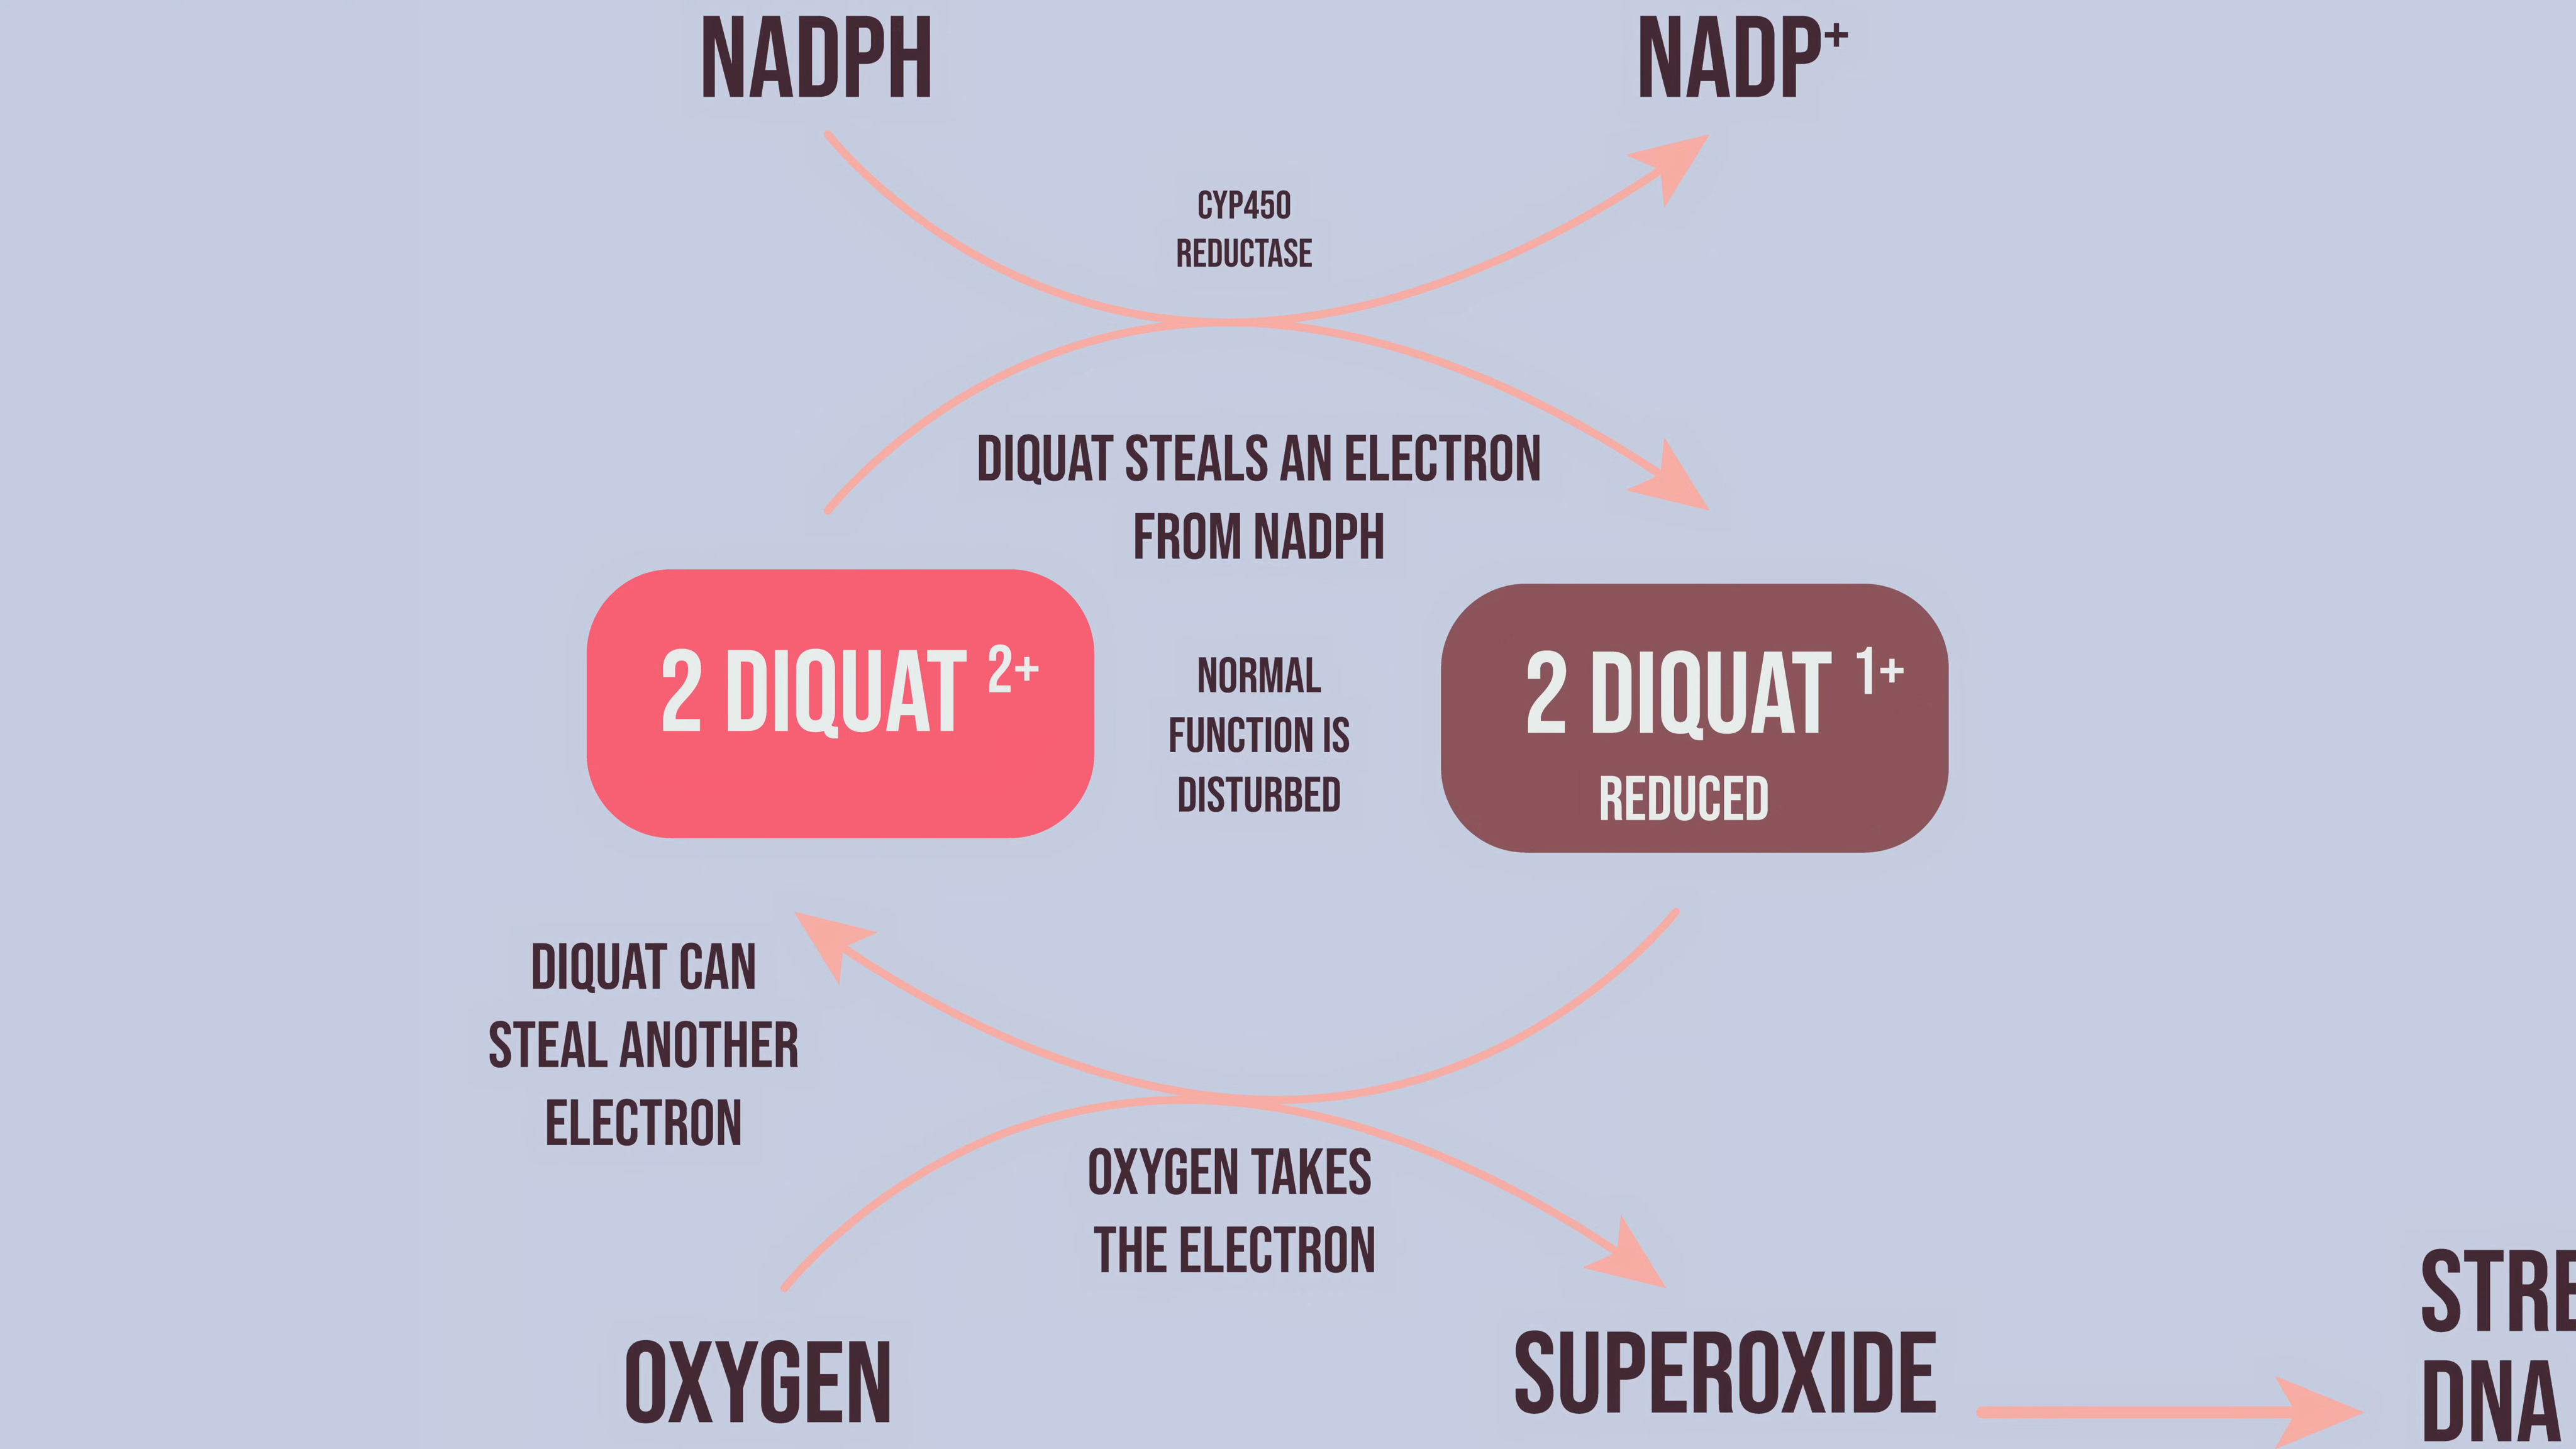 NADPH
NADP⁺
CYP450
REDUCTASE
DIQUAT STEALS AN ELECTRON
FROM NADPH
2 DIQUAT ²⁺
NORMAL
FUNCTION IS
DISTURBED
2 DIQUAT ¹⁺
REDUCED
DIQUAT CAN
STEAL ANOTHER
ELECTRON
OXYGEN TAKES
THE ELECTRON
OXYGEN
SUPEROXIDE
DNA